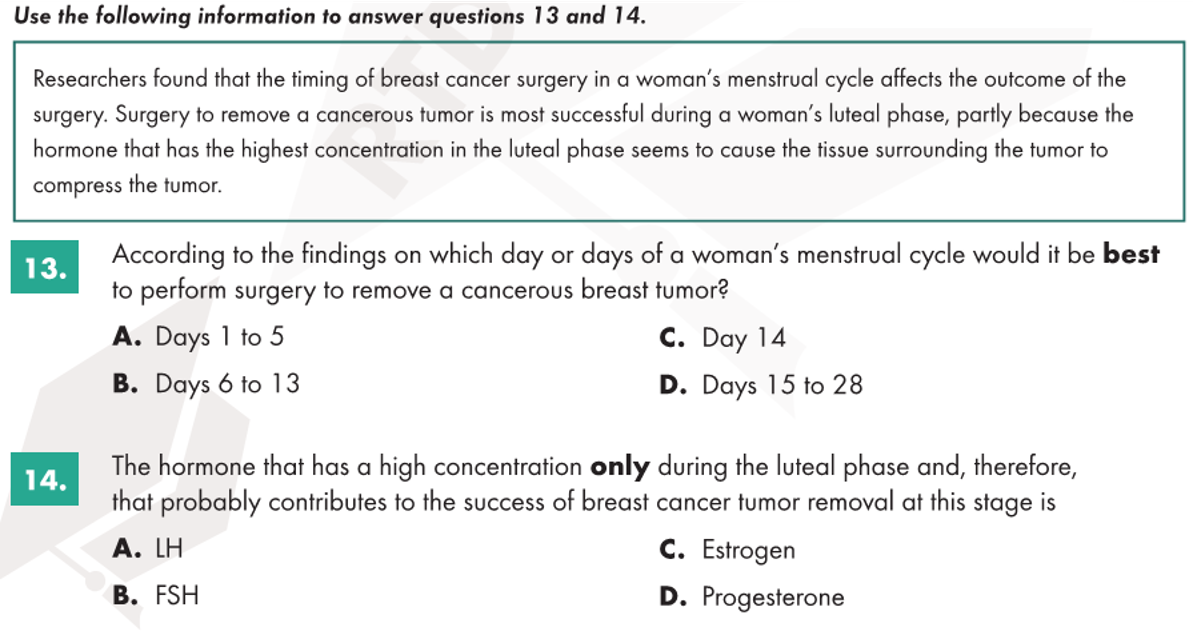 Use the following information to answer questions 13 and 14.
Researchers found that the timing of breast cancer surgery in a woman's menstrual cycle affects the outcome of the
surgery. Surgery to remove a cancerous tumor is most successful during a woman's luteal phase, partly because the
hormone that has the highest concentration in the luteal phase seems to cause the tissue surrounding the tumor to
compress the tumor.
13. According to the findings on which day or days of a woman's menstrual cycle would it be best
to perform surgery to remove a cancerous breast tumor?
A. Days 1 to 5
B. Days 6 to 13
C. Day 14
D. Days 15 to 28
14. The hormone that has a high concentration only during the luteal phase and, therefore,
that probably contributes to the success of breast cancer tumor removal at this stage is
A. LH
B. FSH
C. Estrogen
D. Progesterone
RTD